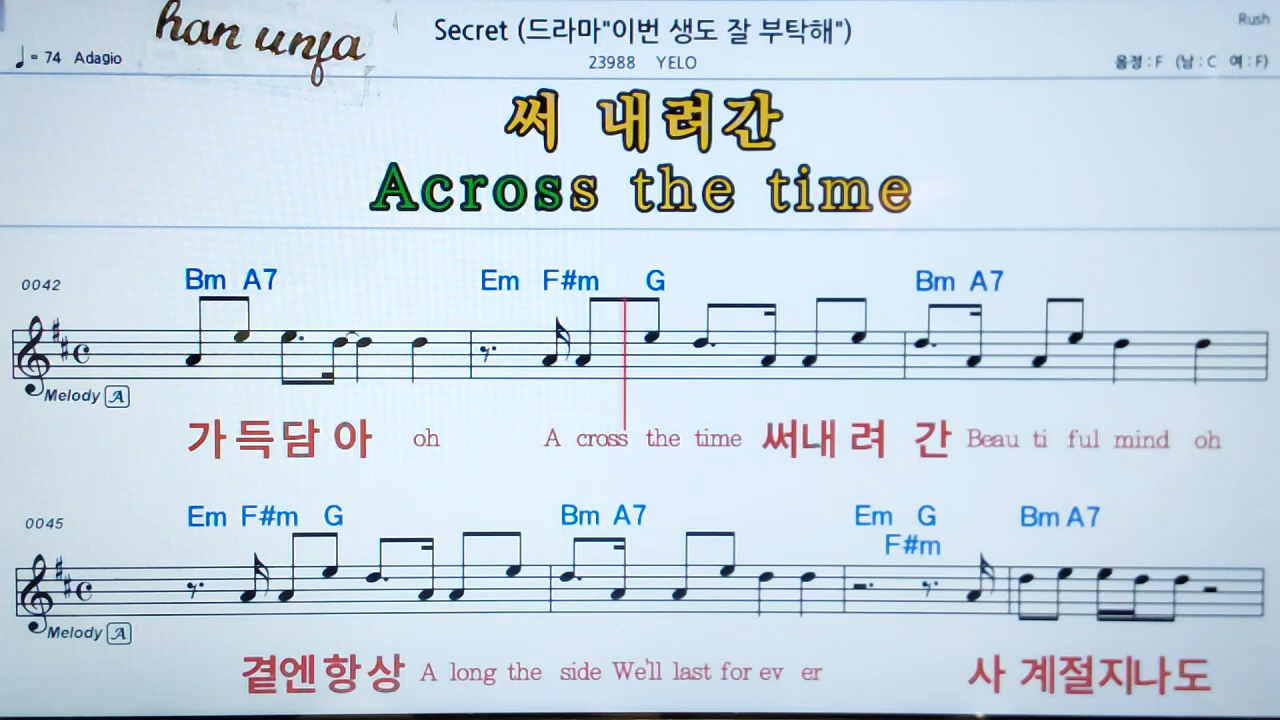 han unja
Secret (드라마"이번 생도 잘 부탁해")
Rush
♩= 74 Adagio
23988 YELO
음정 : F (남 : C 여 : F)
써 내려간
Across the time
0042
Bm A7 Em F#m G Bm A7
Melody A
가득담아 oh A cross the time 써내려 간 Beau ti ful mind oh
0045
Em F#m G Bm A7 Em G Bm A7
F#m
Melody A
곁엔항상 A long the side We'll last for ev er 사 계절지나도